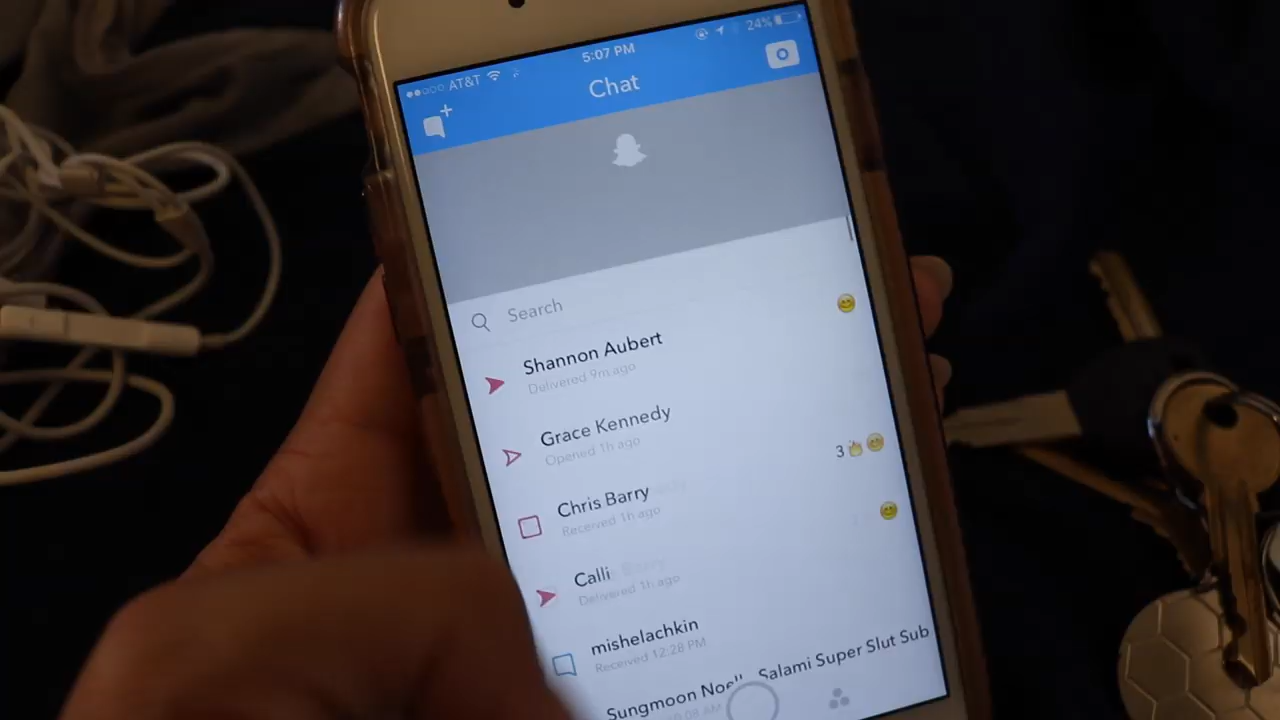 AT&T 5:07 PM 24%
Chat
Search
Shannon Aubert
Delivered 9m ago
Grace Kennedy
Opened 1h ago
3
Chris Barry
Received 1h ago
Calli
Delivered 1h ago
mishelachkin
Received 12:28 PM
Sungmoon Noell, Salami Super Slut Sub